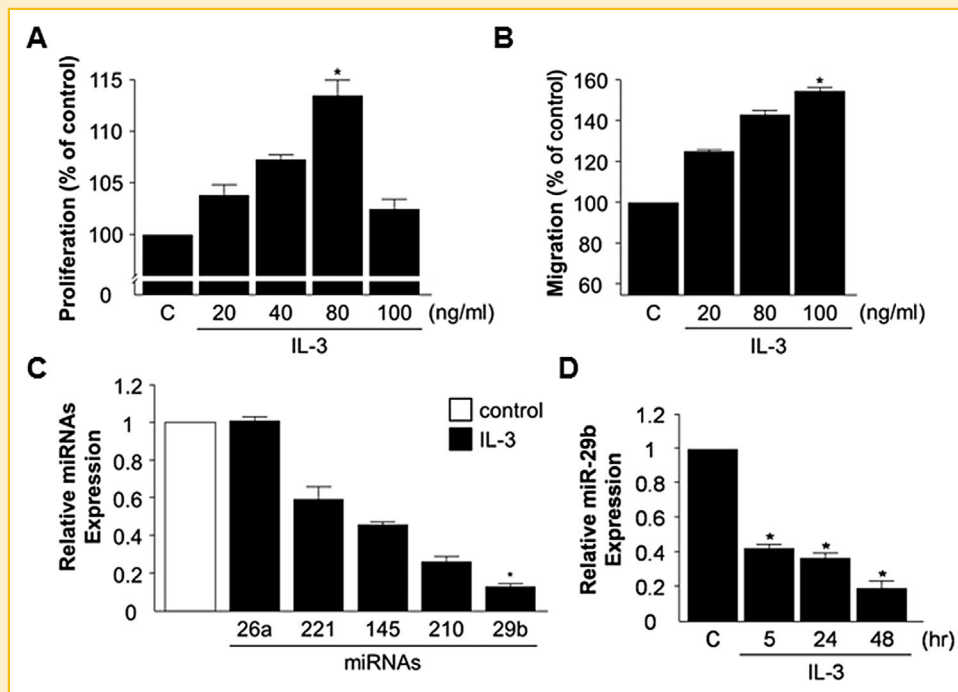 A
Proliferation (% of control)
115
110
105
100
0
C 20 40 80 100 (ng/ml)
IL-3
*
B
Migration (% of control)
160
140
120
100
80
60
C 20 80 100 (ng/ml)
IL-3
*
C
Relative miRNAs
Expression
1.2
1
0.8
0.6
0.4
0.2
0
control
IL-3
*
26a 221 145 210 29b
miRNAs
D
Relative miR-29b
Expression
1.2
1
0.8
0.6
0.4
0.2
0
* * *
C 5 24 48 (hr)
IL-3